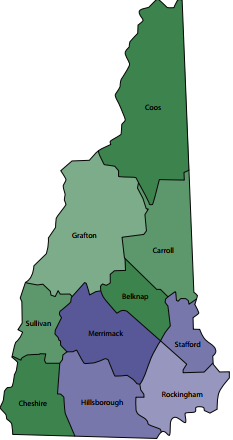 Coos
Grafton
Carroll
Belknap
Sullivan
Merrimack
Stafford
Cheshire
Hillsborough
Rockingham